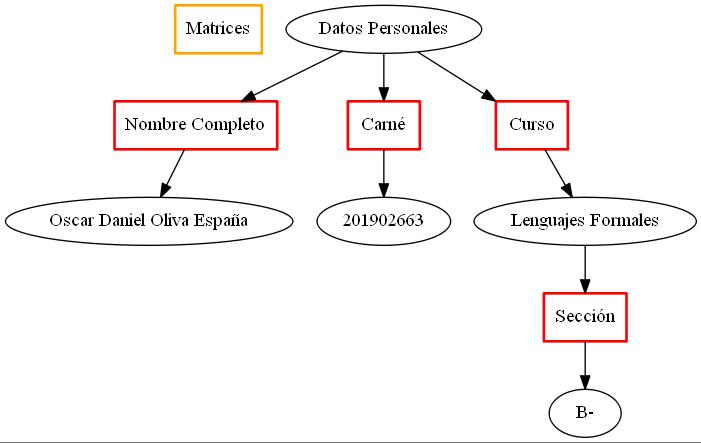 Matrices
Datos Personales
Nombre Completo
Carné
Curso
Oscar Daniel Oliva España
201902663
Lenguajes Formales
Sección
B-